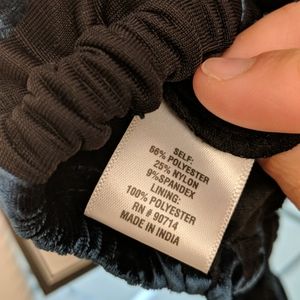 SELF:
66% POLYESTER
25% NYLON
9%SPANDEX
LINING:
100% POLYESTER
RN # 90714
MADE IN INDIA